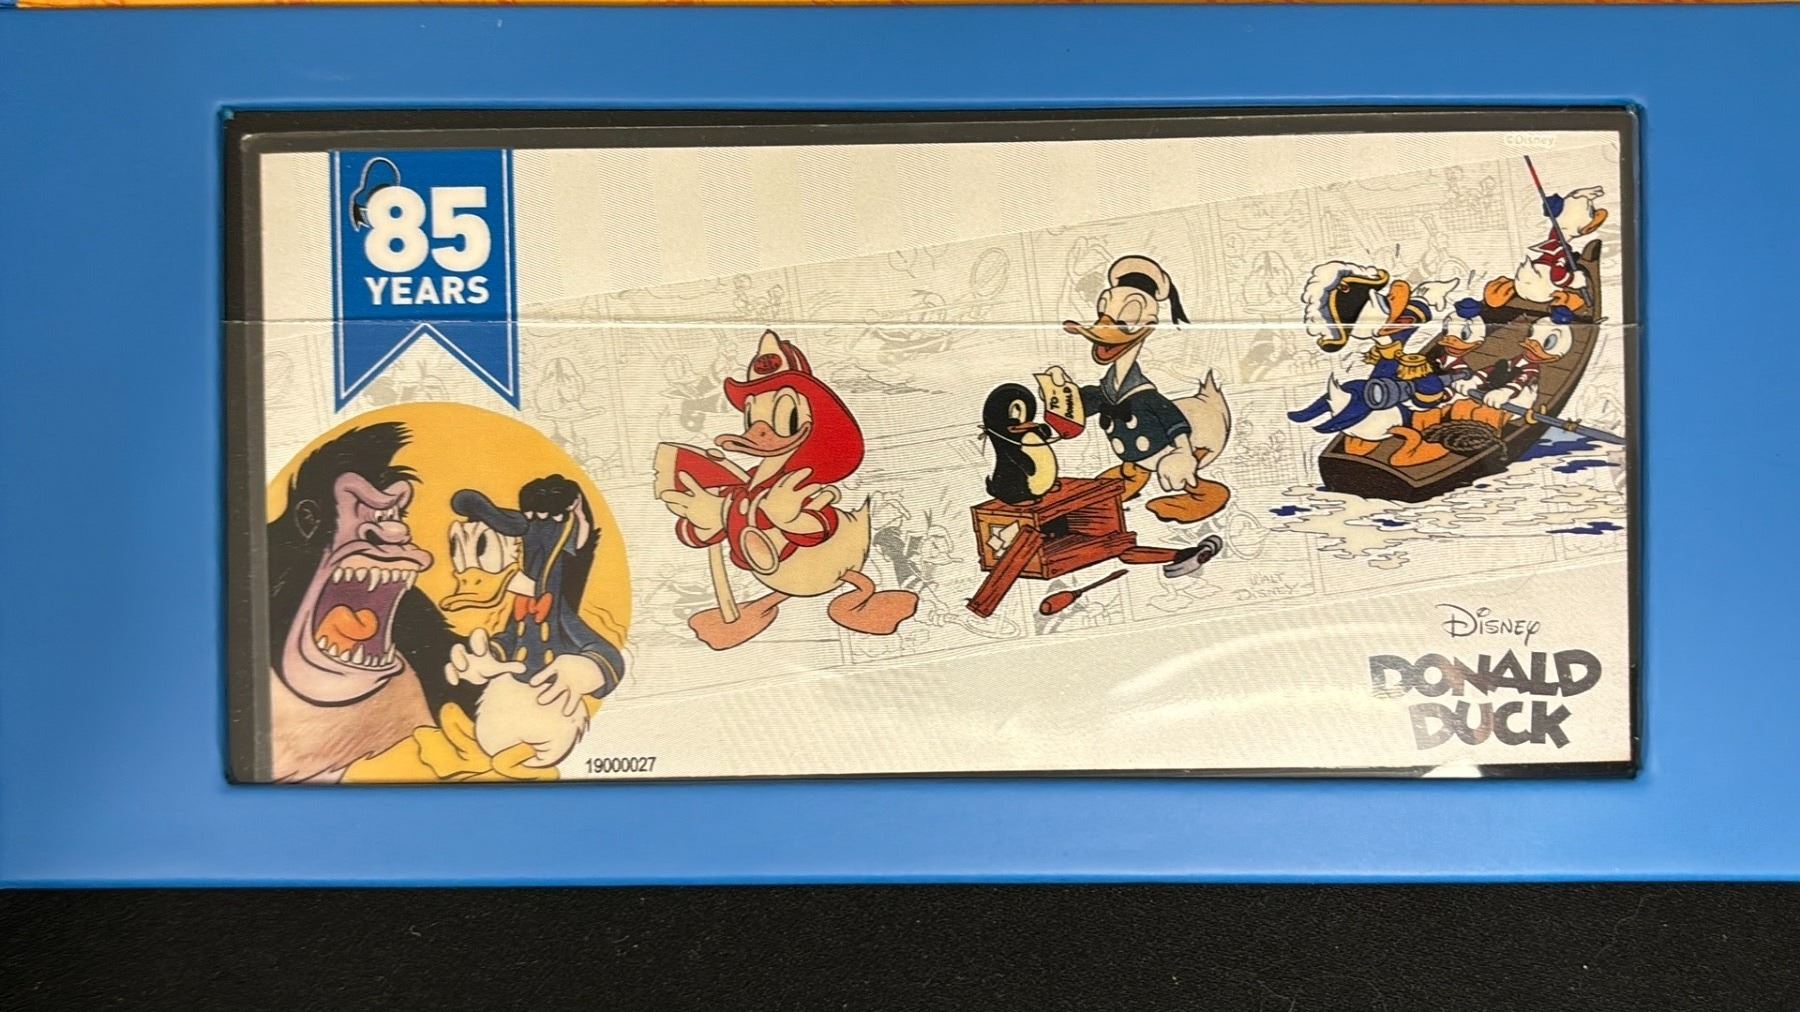 ©Disney
85
YEARS
TO-
DONALD
WALT
DISNEY
Disney
DONALD
DUCK
19000027